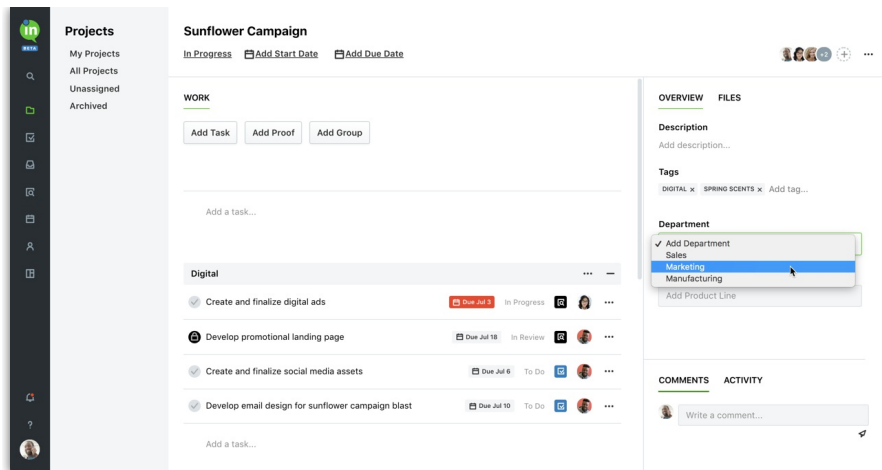 in
BETA
Projects
My Projects
All Projects
Unassigned
Archived
?
Sunflower Campaign
In Progress Add Start Date Add Due Date
+2
WORK
Add Task Add Proof Add Group
Add a task...
Digital
Create and finalize digital ads Due Jul 3 In Progress
Develop promotional landing page Due Jul 18 In Review
Create and finalize social media assets Due Jul 6 To Do
Develop email design for sunflower campaign blast Due Jul 10 To Do
Add a task...
OVERVIEW FILES
Description
Add description...
Tags
DIGITAL x SPRING SCENTS x Add tag...
Department
✓ Add Department
Sales
Marketing
Manufacturing
Add Product Line
COMMENTS ACTIVITY
Write a comment...